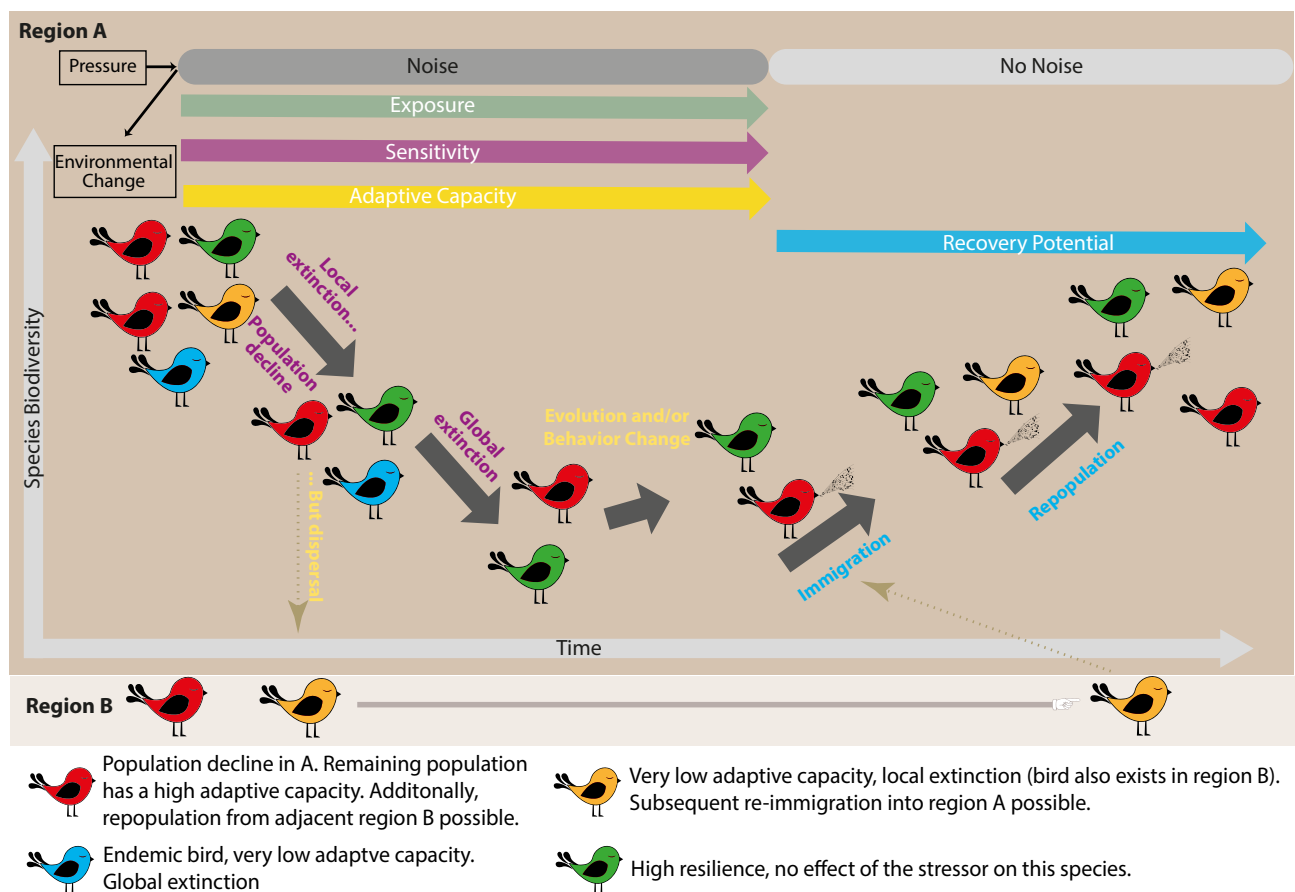 Region A
Pressure
Noise
No Noise
Exposure
Environmental
Change
Sensitivity
Adaptive Capacity
Recovery Potential
Species Biodiversity
Local
extinction...
Population
decline
Global
extinction
Evolution and/or
Behavior Change
... But dispersal
Immigration
Repopulation
Time
Region B
Population decline in A. Remaining population
has a high adaptive capacity. Additonally,
repopulation from adjacent region B possible.
Very low adaptive capacity, local extinction (bird also exists in region B).
Subsequent re-immigration into region A possible.
Endemic bird, very low adaptve capacity.
Global extinction
High resilience, no effect of the stressor on this species.